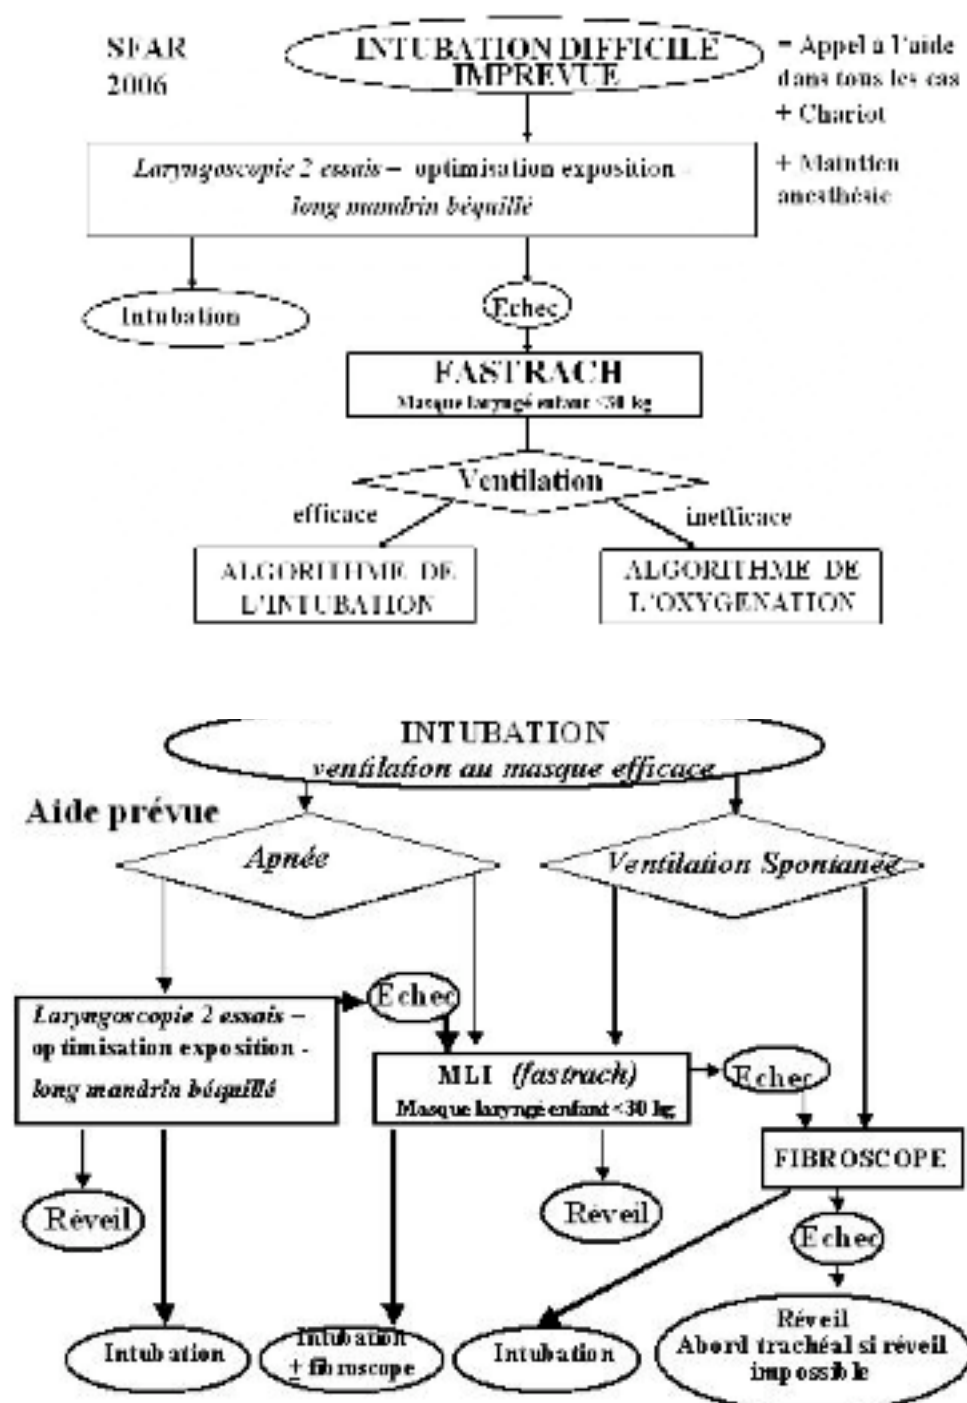 SFAR
2006
INTUBATION DIFFICILE
IMPREVUE
= Appel à l'aide
dans tous les cas
+ Chariot
+ Maintien
anesthésie
Laryngoscopie 2 essais – optimisation exposition -
long mandrin béquillé
Intubation
Echec
FASTRACH
Masque laryngé enfant <30 kg
Ventilation
efficace
inefficace
ALGORITHME DE
L'INTUBATION
ALGORITHME DE
L'OXYGENATION
INTUBATION
ventilation au masque efficace
Aide prévue
Apnée
Ventilation Spontanée
Echec
Laryngoscopie 2 essais –
optimisation exposition -
long mandrin béquillé
MLI (fastrach)
Masque laryngé enfant <30 kg
Echec
FIBROSCOPE
Réveil
Réveil
Echec
Intubation
Intubation
± fibroscope
Intubation
Réveil
Abord trachéal si réveil
impossible